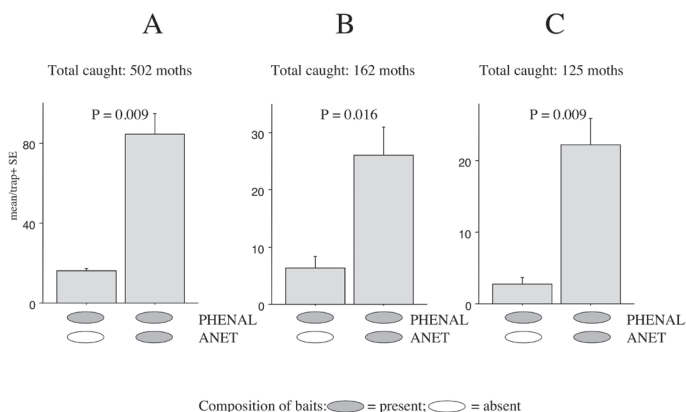 A B C
Total caught: 502 moths Total caught: 162 moths Total caught: 125 moths
P = 0.009 P = 0.016 P = 0.009
mean/trap+ SE
80
40
0
30
20
10
0
20
10
0
PHENAL PHENAL PHENAL
ANET ANET ANET
Composition of baits: = present; = absent